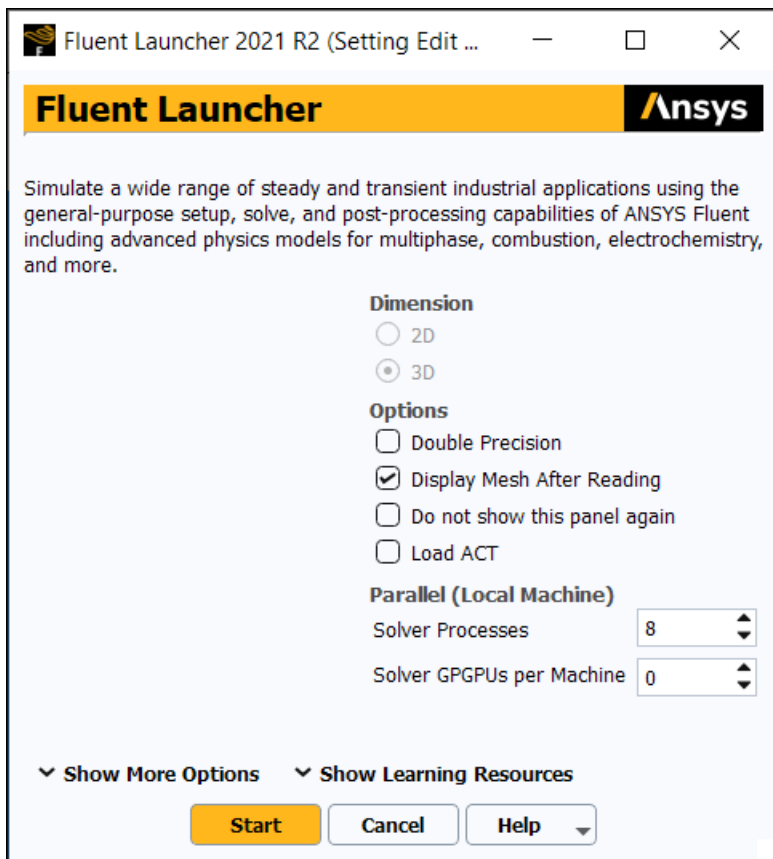 Fluent Launcher 2021 R2 (Setting Edit ...
Fluent Launcher
Ansys
Simulate a wide range of steady and transient industrial applications using the
general-purpose setup, solve, and post-processing capabilities of ANSYS Fluent
including advanced physics models for multiphase, combustion, electrochemistry,
and more.
Dimension
2D
3D
Options
Double Precision
Display Mesh After Reading
Do not show this panel again
Load ACT
Parallel (Local Machine)
Solver Processes 8
Solver GPGPUs per Machine 0
Show More Options Show Learning Resources
Start Cancel Help